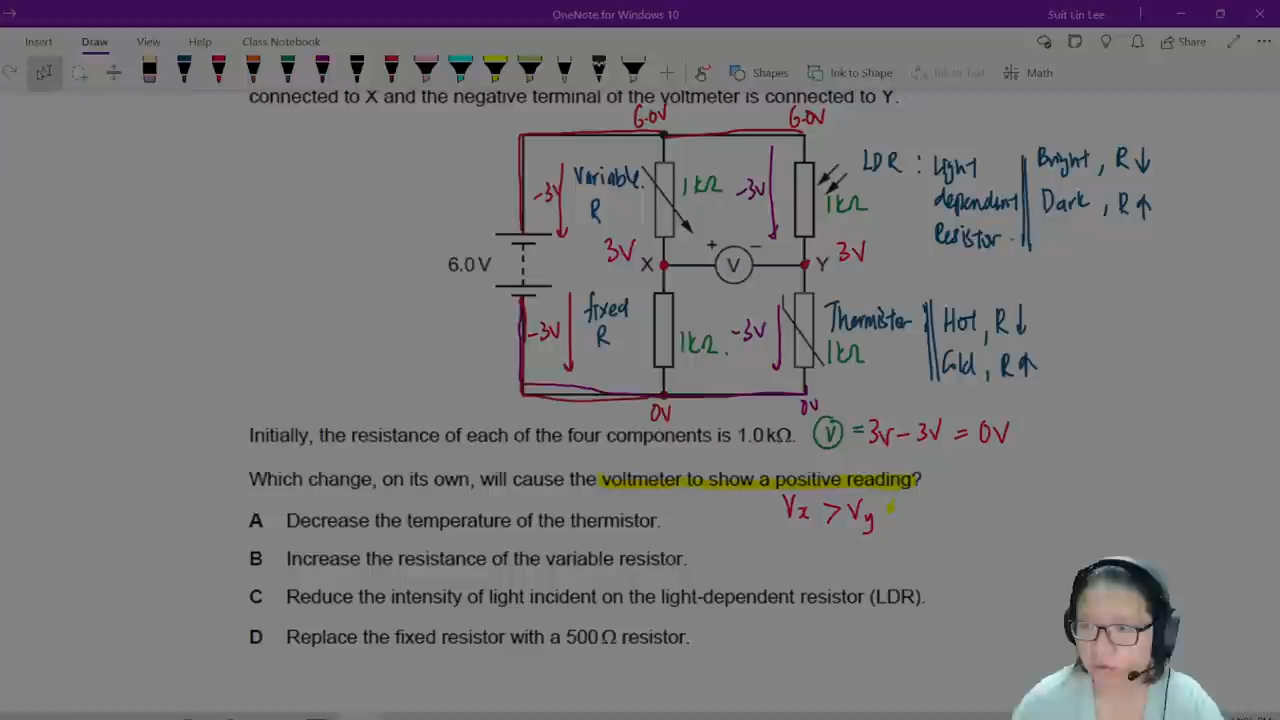 OneNote for Windows 10
Suit Lin Lee
Insert
Draw
View
Help
Class Notebook
Share
Shapes
Ink to Shape
Ink to Text
Math
connected to X and the negative terminal of the voltmeter is connected to Y.
6.0V
6.0V
-3V
Variable
R
1kΩ
-3V
1kΩ
LDR : Light
dependent
Resistor
Bright, R↓
Dark, R↑
6.0 V
3V
X
+
V
−
Y
3V
-3V
fixed
R
1kΩ
-3V
Thermistor
1kΩ
Hot, R↓
Cold, R↑
0V
0V
Initially, the resistance of each of the four components is 1.0 kΩ.
V = 3V − 3V = 0V
Which change, on its own, will cause the voltmeter to show a positive reading?
Vx > Vy
A Decrease the temperature of the thermistor.
B Increase the resistance of the variable resistor.
C Reduce the intensity of light incident on the light-dependent resistor (LDR).
D Replace the fixed resistor with a 500 Ω resistor.